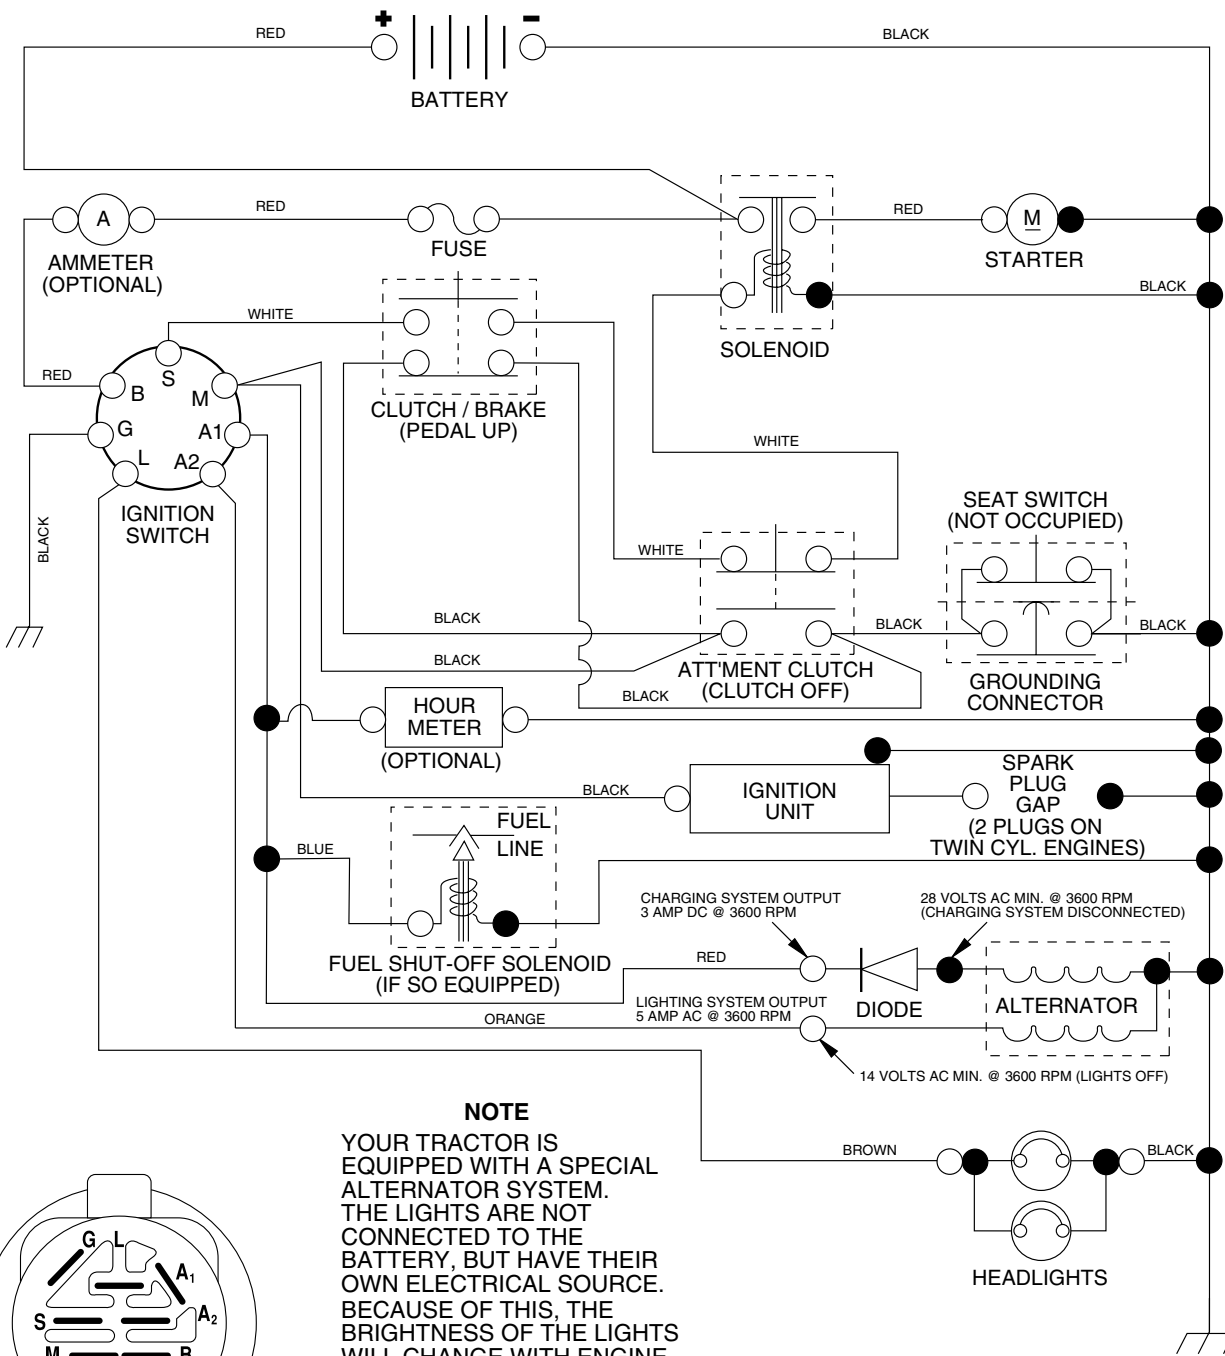 + -
RED
BLACK
BATTERY
A
RED
FUSE
RED
M
AMMETER
(OPTIONAL)
STARTER
BLACK
SOLENOID
WHITE
RED
S
B
M
G
A1
L
A2
CLUTCH / BRAKE
(PEDAL UP)
WHITE
IGNITION
SWITCH
BLACK
SEAT SWITCH
(NOT OCCUPIED)
WHITE
BLACK
BLACK
BLACK
BLACK
ATT'MENT CLUTCH
(CLUTCH OFF)
BLACK
GROUNDING
CONNECTOR
HOUR
METER
(OPTIONAL)
BLACK
IGNITION
UNIT
SPARK
PLUG
GAP
(2 PLUGS ON
TWIN CYL. ENGINES)
FUEL
LINE
BLUE
CHARGING SYSTEM OUTPUT
3 AMP DC @ 3600 RPM
28 VOLTS AC MIN. @ 3600 RPM
(CHARGING SYSTEM DISCONNECTED)
FUEL SHUT-OFF SOLENOID
(IF SO EQUIPPED)
RED
DIODE
ALTERNATOR
LIGHTING SYSTEM OUTPUT
5 AMP AC @ 3600 RPM
ORANGE
14 VOLTS AC MIN. @ 3600 RPM (LIGHTS OFF)
NOTE
YOUR TRACTOR IS
EQUIPPED WITH A SPECIAL
ALTERNATOR SYSTEM.
THE LIGHTS ARE NOT
CONNECTED TO THE
BATTERY, BUT HAVE THEIR
OWN ELECTRICAL SOURCE.
BECAUSE OF THIS, THE
BRIGHTNESS OF THE LIGHTS
WILL CHANGE WITH ENGINE
BROWN
BLACK
HEADLIGHTS
G L
A1
A2
S
M B